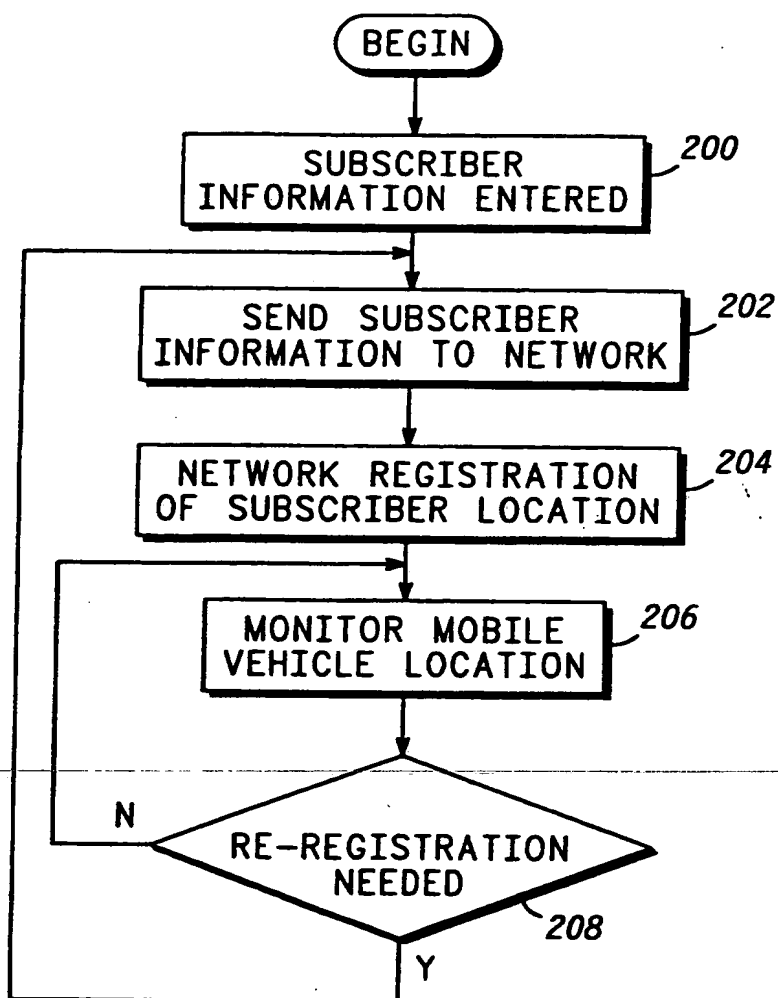 BEGIN
SUBSCRIBER
INFORMATION ENTERED
200
SEND SUBSCRIBER
INFORMATION TO NETWORK
202
NETWORK REGISTRATION
OF SUBSCRIBER LOCATION
204
MONITOR MOBILE
VEHICLE LOCATION
206
N
RE-REGISTRATION
NEEDED
208
Y